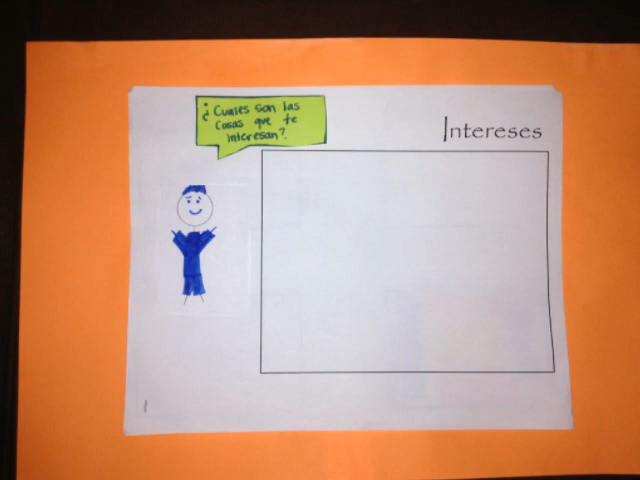 ¿Cuales son las
cosas que te
interesan?
Intereses